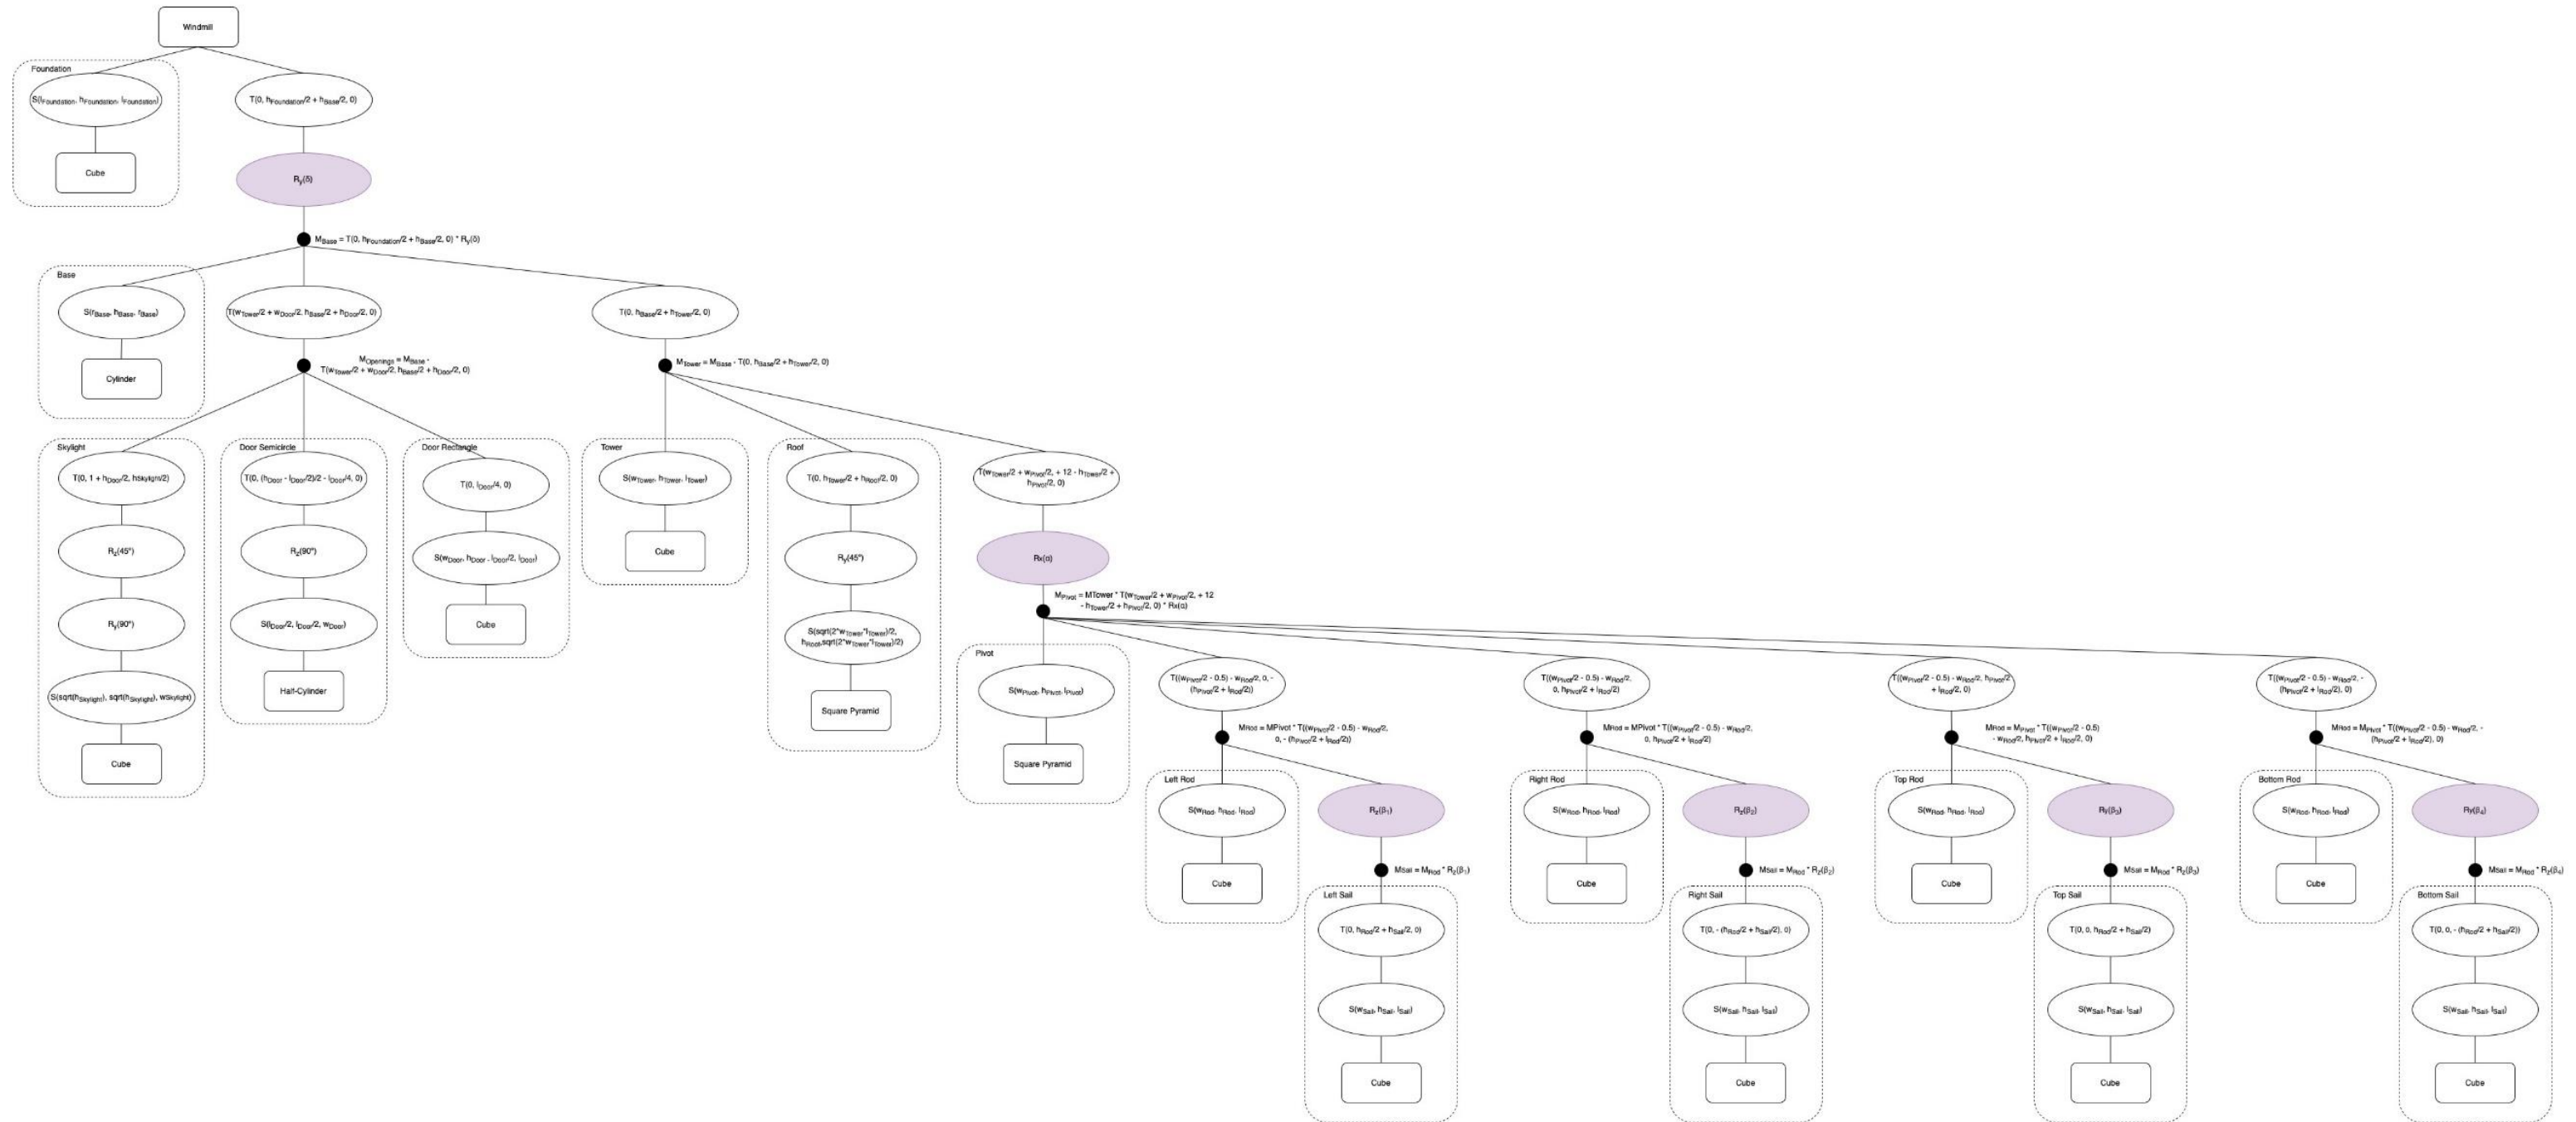 Windmill
Foundation
S(lFoundation, hFoundation, lFoundation)
Cube
T(0, hFoundation/2 + hBase/2, 0)
Ry(δ)
MBase = T(0, hFoundation/2 + hBase/2, 0) * Ry(δ)
Base
S(rBase, hBase, rBase)
Cylinder
T(wTower/2 + wDoor/2, hBase/2 + hDoor/2, 0)
MOpenings = MBase -
T(wTower/2 + wDoor/2, hBase/2 + hDoor/2, 0)
T(0, hBase/2 + hTower/2, 0)
MTower = MBase - T(0, hBase/2 + hTower/2, 0)
Skylight
T(0, 1 + hDoor/2, hSkylight/2)
Rz(45°)
Ry(90°)
S(sqrt(hSkylight), sqrt(hSkylight), wSkylight)
Cube
Door Semicircle
T(0, (hDoor - lDoor/2)/2 - lDoor/4, 0)
Rz(90°)
S(lDoor/2, lDoor/2, wDoor)
Half-Cylinder
Door Rectangle
T(0, lDoor/4, 0)
S(wDoor, hDoor - lDoor/2, lDoor)
Cube
Tower
S(wTower, hTower, lTower)
Cube
Roof
T(0, hTower/2 + hRoof/2, 0)
Ry(45°)
S(sqrt(2*wTower*lTower)/2,
hRoof,sqrt(2*wTower*lTower)/2)
Square Pyramid
T(wTower/2 + wPivot/2, + 12 - hTower/2 +
hPivot/2, 0)
Rx(α)
MPivot = MTower * T(wTower/2 + wPivot/2, + 12
- hTower/2 + hPivot/2, 0) * Rx(α)
Pivot
S(wPivot, hPivot, lPivot)
Square Pyramid
T((wPivot/2 - 0.5) - wRod/2, 0, -
(hPivot/2 + lRod/2))
MRod = MPivot * T((wPivot/2 - 0.5) - wRod/2,
0, - (hPivot/2 + lRod/2))
Left Rod
S(wRod, hRod, lRod)
Cube
Rz(β1)
MSail = MRod * Rz(β1)
Left Sail
T(0, hRod/2 + hSail/2, 0)
S(wSail, hSail, lSail)
Cube
T((wPivot/2 - 0.5) - wRod/2,
0, hPivot/2 + lRod/2)
MRod = MPivot * T((wPivot/2 - 0.5) - wRod/2,
0, hPivot/2 + lRod/2)
Right Rod
S(wRod, hRod, lRod)
Cube
Rz(β2)
MSail = MRod * Rz(β2)
Right Sail
T(0, - (hRod/2 + hSail/2), 0)
S(wSail, hSail, lSail)
Cube
T((wPivot/2 - 0.5) - wRod/2, hPivot/2
+ lRod/2, 0)
MRod = MPivot * T((wPivot/2 - 0.5)
- wRod/2, hPivot/2 + lRod/2, 0)
Top Rod
S(wRod, hRod, lRod)
Cube
Ry(β3)
MSail = MRod * Rz(β3)
Top Sail
T(0, 0, hRod/2 + hSail/2)
S(wSail, hSail, lSail)
Cube
T((wPivot/2 - 0.5) - wRod/2, -
(hPivot/2 + lRod/2), 0)
MRod = MPivot * T((wPivot/2 - 0.5) - wRod/2, -
(hPivot/2 + lRod/2), 0)
Bottom Rod
S(wRod, hRod, lRod)
Cube
Ry(β4)
MSail = MRod * Rz(β4)
Bottom Sail
T(0, 0, - (hRod/2 + hSail/2))
S(wSail, hSail, lSail)
Cube